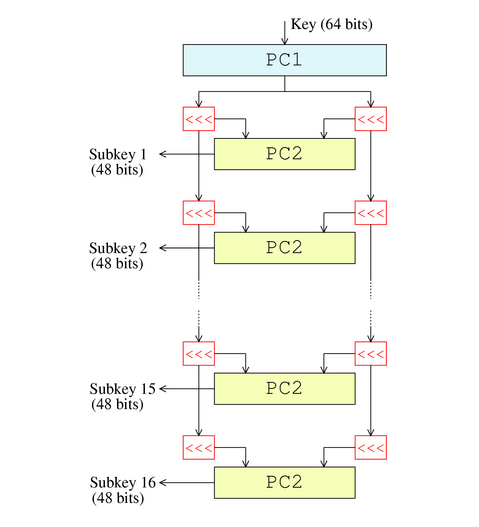 Key (64 bits)
PC1
<<< <<<
PC2
Subkey 1
(48 bits)
<<< <<<
PC2
Subkey 2
(48 bits)
<<< <<<
PC2
Subkey 15
(48 bits)
<<< <<<
PC2
Subkey 16
(48 bits)